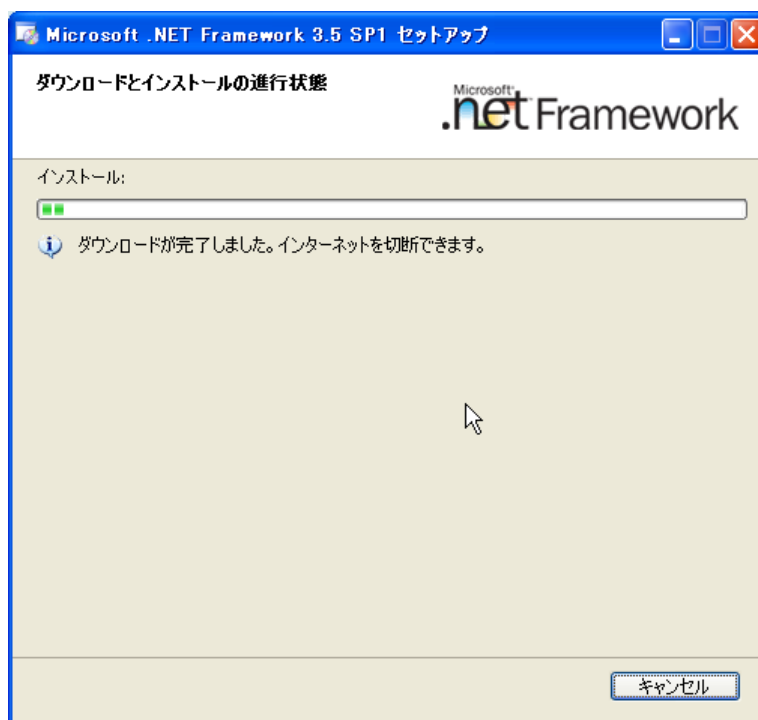 Microsoft .NET Framework 3.5 SP1 セットアップ
ダウンロードとインストールの進行状態
Microsoft
.net Framework
インストール:
ダウンロードが完了しました。インターネットを切断できます。
キャンセル